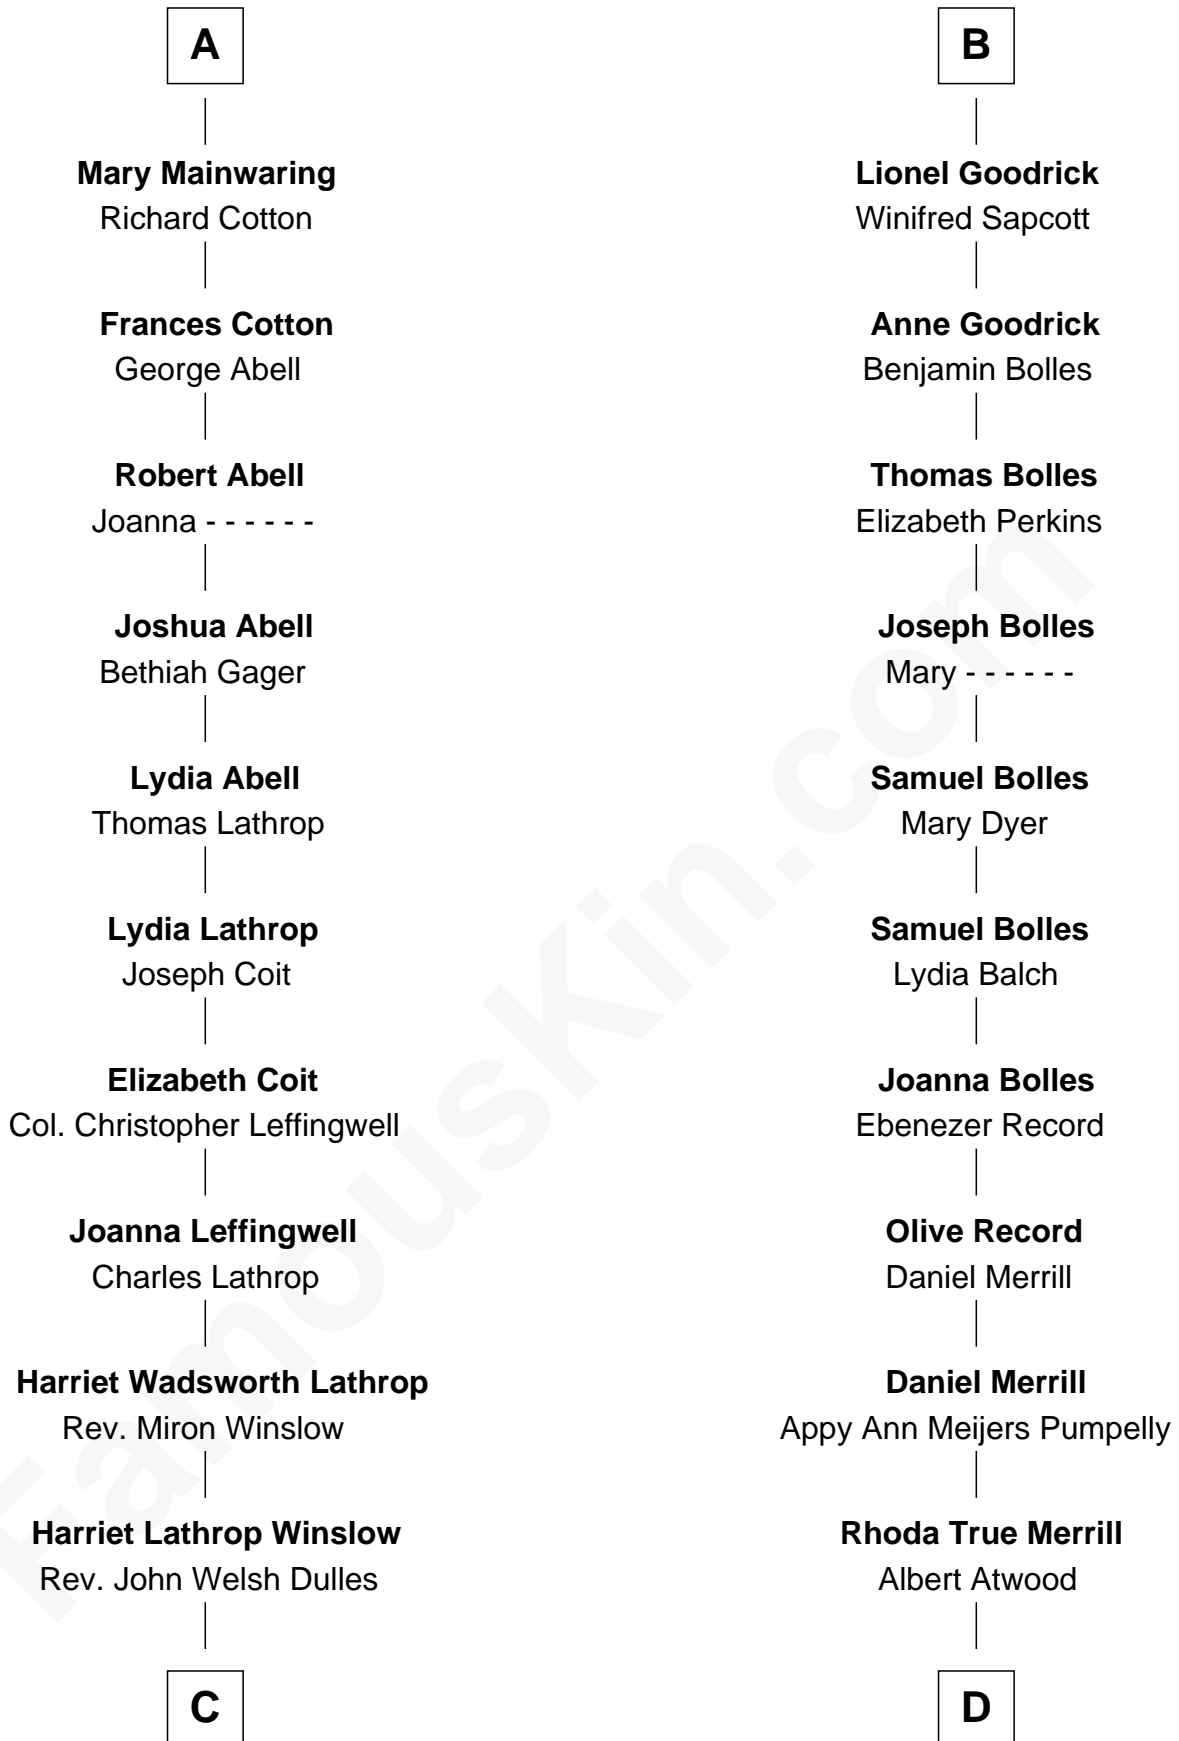 A
Mary Mainwaring
Richard Cotton
Frances Cotton
George Abell
Robert Abell
Joanna - - - - - -
Joshua Abell
Bethiah Gager
Lydia Abell
Thomas Lathrop
Lydia Lathrop
Joseph Coit
Elizabeth Coit
Col. Christopher Leffingwell
Joanna Leffingwell
Charles Lathrop
Harriet Wadsworth Lathrop
Rev. Miron Winslow
Harriet Lathrop Winslow
Rev. John Welsh Dulles
C
B
Lionel Goodrick
Winifred Sapcott
Anne Goodrick
Benjamin Bolles
Thomas Bolles
Elizabeth Perkins
Joseph Bolles
Mary - - - - - -
Samuel Bolles
Mary Dyer
Samuel Bolles
Lydia Balch
Joanna Bolles
Ebenezer Record
Olive Record
Daniel Merrill
Daniel Merrill
Appy Ann Meijers Pumpelly
Rhoda True Merrill
Albert Atwood
D
FamousKin.com